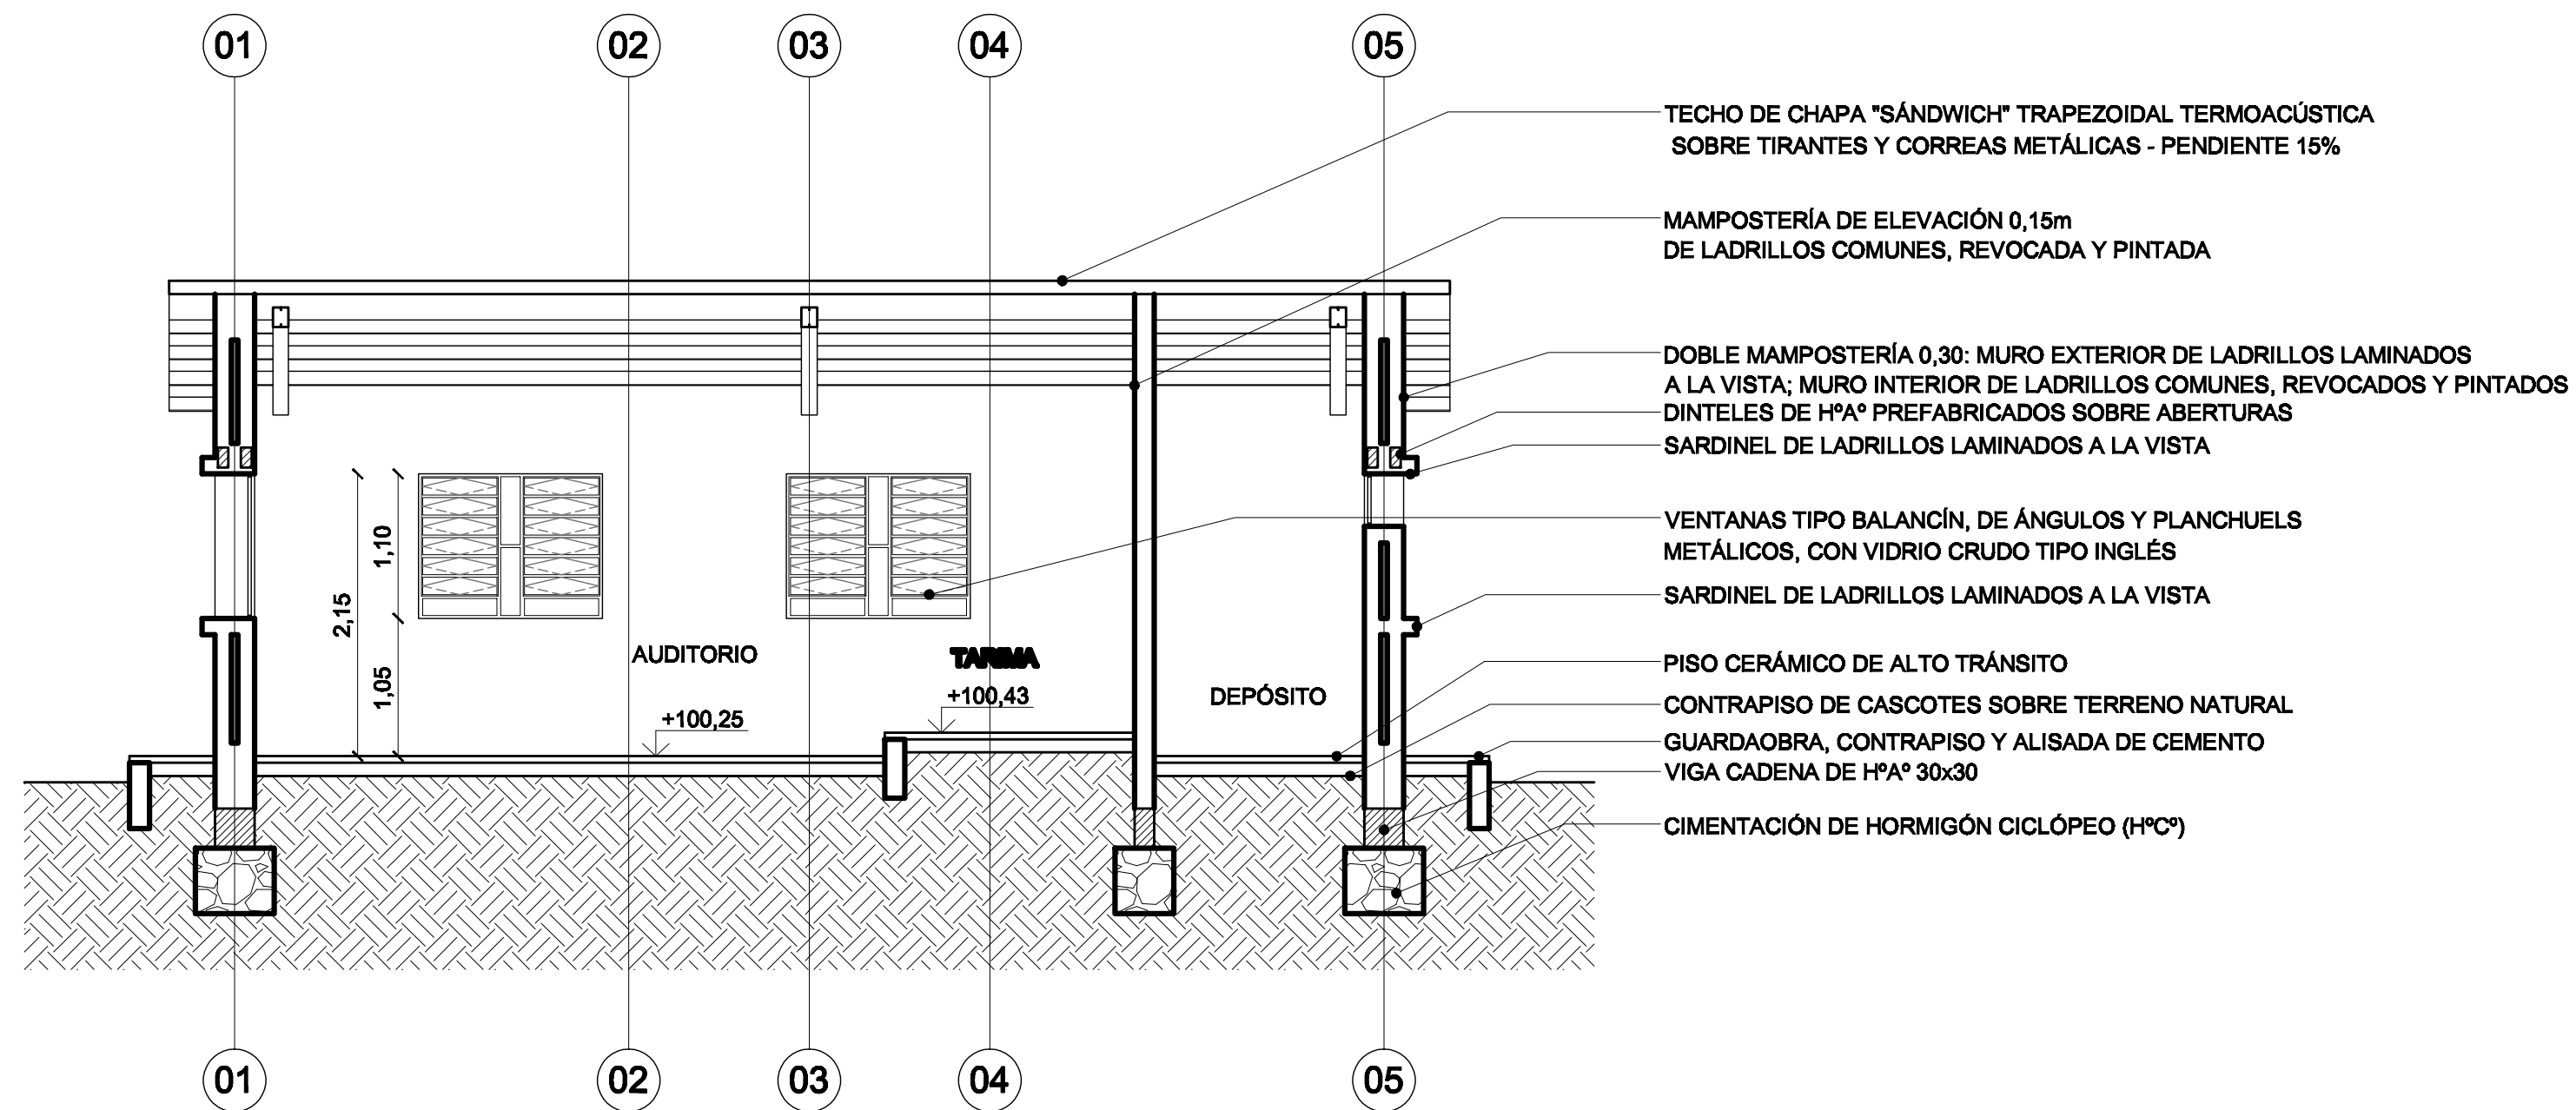 01
02
03
04
05
TECHO DE CHAPA "SÁNDWICH" TRAPEZOIDAL TERMOACÚSTICA
SOBRE TIRANTES Y CORREAS METÁLICAS - PENDIENTE 15%
MAMPOSTERÍA DE ELEVACIÓN 0,15m
DE LADRILLOS COMUNES, REVOCADA Y PINTADA
DOBLE MAMPOSTERÍA 0,30: MURO EXTERIOR DE LADRILLOS LAMINADOS
A LA VISTA; MURO INTERIOR DE LADRILLOS COMUNES, REVOCADOS Y PINTADOS
DINTELES DE HºAº PREFABRICADOS SOBRE ABERTURAS
SARDINEL DE LADRILLOS LAMINADOS A LA VISTA
VENTANAS TIPO BALANCÍN, DE ÁNGULOS Y PLANCHUELS
METÁLICOS, CON VIDRIO CRUDO TIPO INGLÉS
SARDINEL DE LADRILLOS LAMINADOS A LA VISTA
PISO CERÁMICO DE ALTO TRÁNSITO
CONTRAPISO DE CASCOTES SOBRE TERRENO NATURAL
GUARDAOBRA, CONTRAPISO Y ALISADA DE CEMENTO
VIGA CADENA DE HºAº 30x30
CIMENTACIÓN DE HORMIGÓN CICLÓPEO (HºCº)
2,15
1,10
1,05
AUDITORIO
TARIMA
DEPÓSITO
+100,25
+100,43
01
02
03
04
05